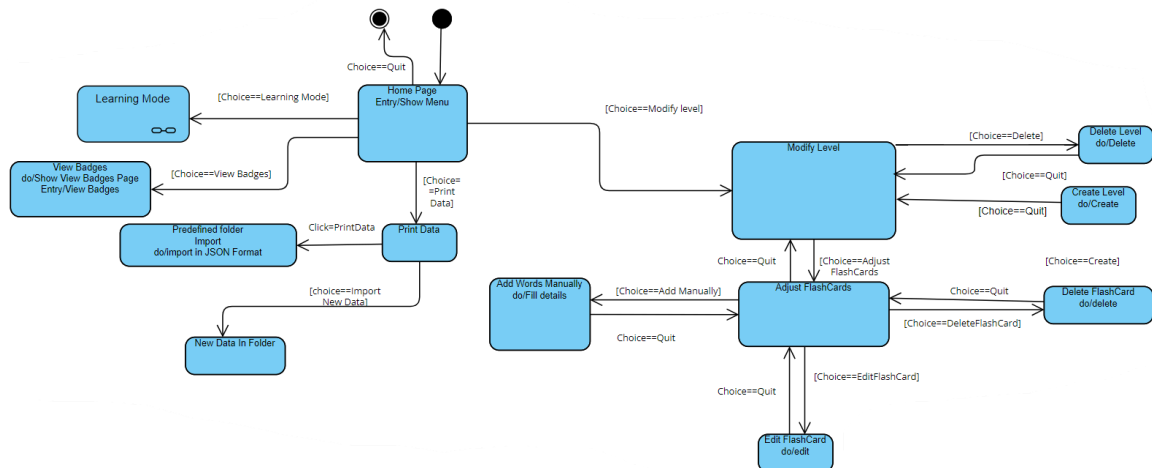 Choice==Quit
Home Page
Entry/Show Menu
Learning Mode
[Choice==Learning Mode]
[Choice==Modify level]
View Badges
do/Show View Badges Page
Entry/View Badges
[Choice==View Badges]
[Choice=
=Print
Data]
Predefined folder
Import
do/import in JSON Format
Click=PrintData
Print Data
[choice==Import
New Data]
New Data In Folder
Modify Level
[Choice==Delete]
Delete Level
do/Delete
[Choice==Quit]
Create Level
do/Create
[Choice==Quit]
Choice==Quit
[Choice==Adjust
FlashCards
[Choice==Create]
Add Words Manually
do/Fill details
[Choice==Add Manually]
Choice==Quit
Adjust FlashCards
Choice==Quit
Delete FlashCard
do/delete
[Choice==DeleteFlashCard]
Choice==Quit
[Choice==EditFlashCard]
Edit FlashCard
do/edit